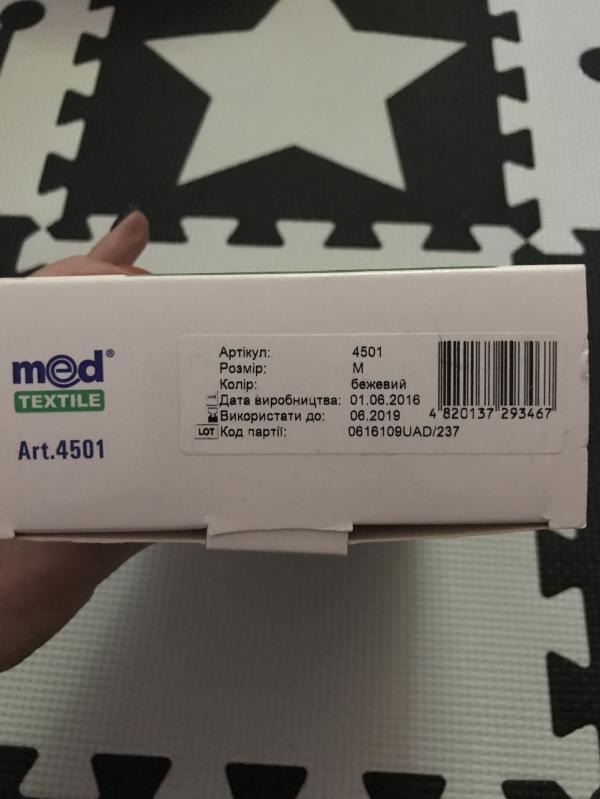 med®
TEXTILE
Art.4501
Артікул: 4501
Розмір: M
Колір: бежевий
Дата виробництва: 01.06.2016
Використати до: 06.2019
LOT Код партії: 0616109UAD/237
4 820137 293467